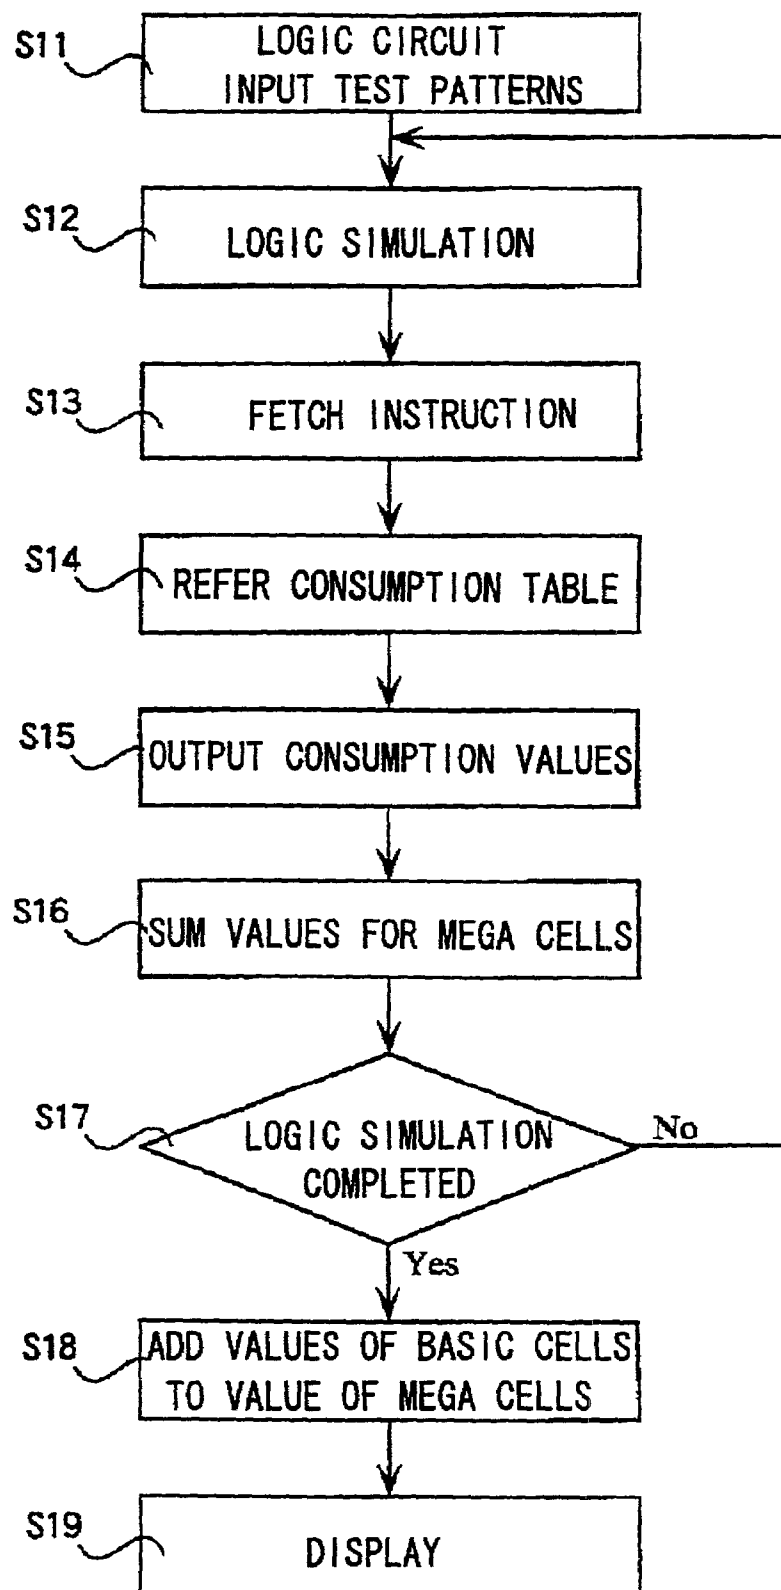 S11
LOGIC CIRCUIT
INPUT TEST PATTERNS
S12
LOGIC SIMULATION
S13
FETCH INSTRUCTION
S14
REFER CONSUMPTION TABLE
S15
OUTPUT CONSUMPTION VALUES
S16
SUM VALUES FOR MEGA CELLS
S17
LOGIC SIMULATION
COMPLETED
No
Yes
S18
ADD VALUES OF BASIC CELLS
TO VALUE OF MEGA CELLS
S19
DISPLAY